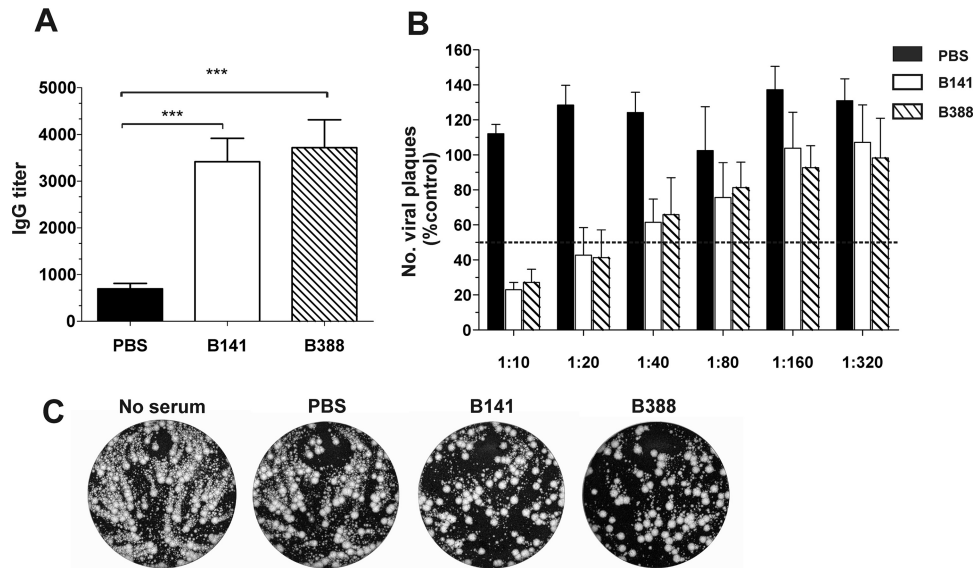 A
***
***
5000
4000
3000
2000
1000
0
IgG titer
PBS B141 B388
B
160
140
120
100
80
60
40
20
0
No. viral plaques
(%control)
1:10 1:20 1:40 1:80 1:160 1:320
PBS
B141
B388
C
No serum PBS B141 B388